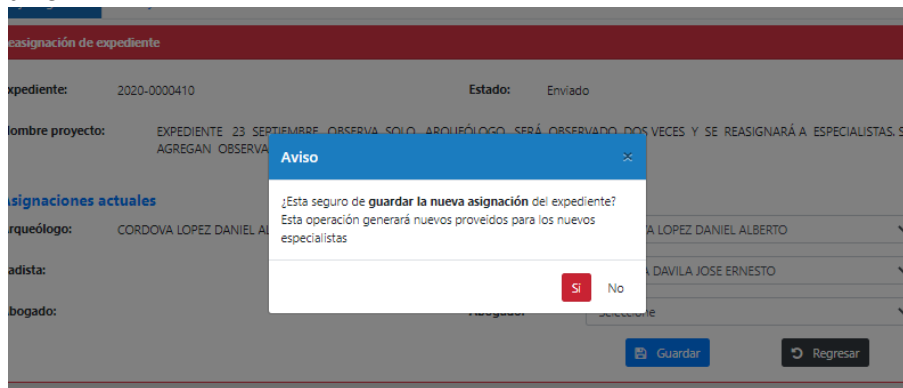 easignación de expediente
xpediente: 2020-0000410 Estado: Enviado
ombre proyecto: EXPEDIENTE 23 SEPTIEMBRE OBSERVA SOLO ARQUEÓLOGO SERÁ OBSERVADO DOS VECES Y SE REASIGNARÁ A ESPECIALISTAS. S
AGREGAN OBSERVA
Aviso ×
¿Esta seguro de guardar la nueva asignación del expediente?
Esta operación generará nuevos proveidos para los nuevos
especialistas
Sí No
signaciones actuales
rqueólogo: CORDOVA LOPEZ DANIEL AL A LOPEZ DANIEL ALBERTO
adista: DAVILA JOSE ERNESTO
bogado: Abogado: Seleccione
Guardar Regresar